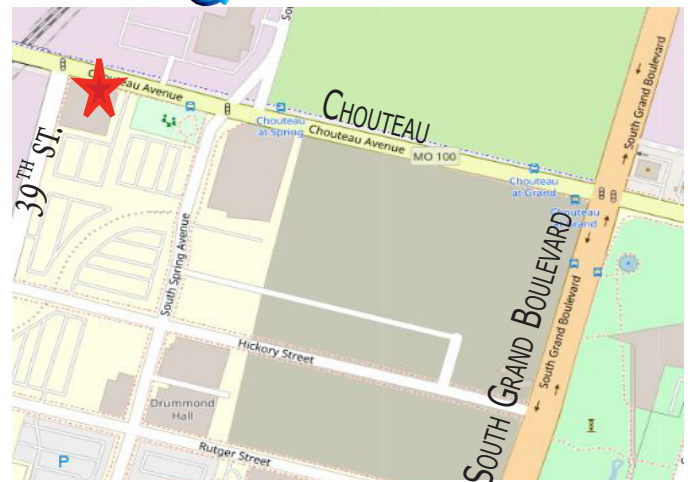 Chouteau Avenue
39TH ST.
Chouteau
at Spring
CHOUTEAU
Chouteau Avenue
MO 100
Chouteau
at Grand
Chouteau
at Grand
South Grand Boulevard
South Grand Boulevard
SOUTH GRAND BOULEVARD
South Spring Avenue
Hickory Street
Drummond
Hall
Rutger Street
P